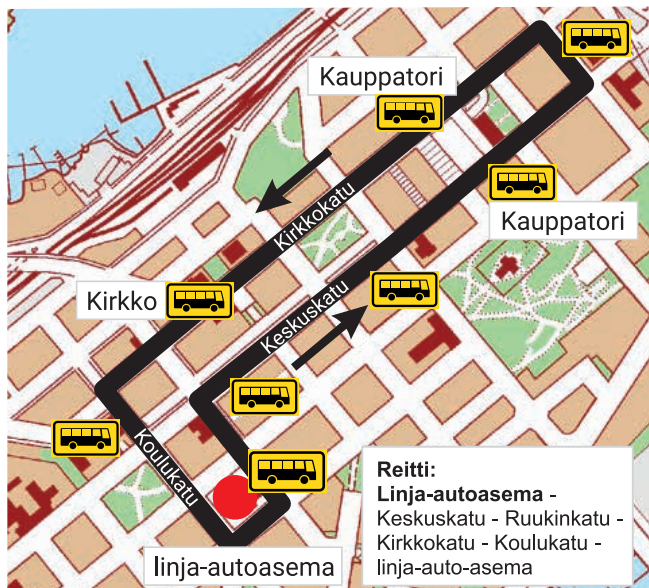 Kauppatori
Kauppatori
Kirkkokatu
Kirkko
Keskuskatu
Koulukatu
linja-autoasema
Reitti:
Linja-autoasema -
Keskuskatu - Ruukinkatu -
Kirkkokatu - Koulukatu -
linja-auto-asema